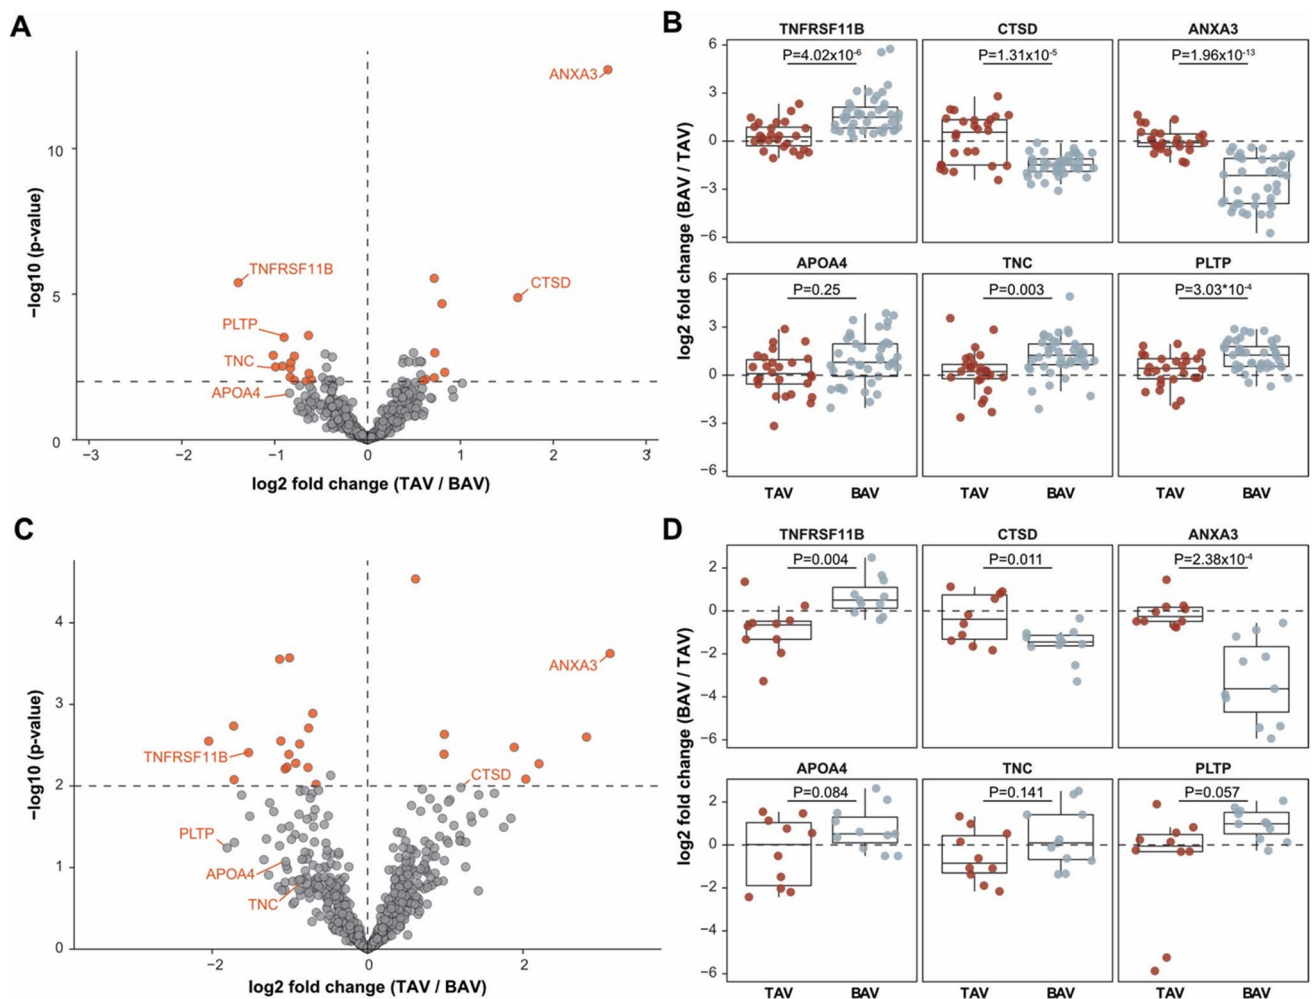 A
−log10 (p-value)
10
5
0
ANXA3
TNFRSF11B
CTSD
PLTP
TNC
APOA4
−3
−2
−1
0
1
2
3
log2 fold change (TAV / BAV)
B
log2 fold change (BAV / TAV)
TNFRSF11B
CTSD
ANXA3
P=4.02x10-6
P=1.31x10-5
P=1.96x10-13
6
3
0
−3
−6
APOA4
TNC
PLTP
P=0.25
P=0.003
P=3.03*10-4
6
3
0
−3
−6
TAV
BAV
TAV
BAV
TAV
BAV
C
−log10 (p-value)
4
3
2
1
0
ANXA3
TNFRSF11B
CTSD
PLTP
APOA4
TNC
−2
0
2
log2 fold change (TAV / BAV)
D
log2 fold change (BAV / TAV)
TNFRSF11B
CTSD
ANXA3
P=0.004
P=0.011
P=2.38x10-4
2
0
−2
−4
−6
APOA4
TNC
PLTP
P=0.084
P=0.141
P=0.057
2
0
−2
−4
−6
TAV
BAV
TAV
BAV
TAV
BAV